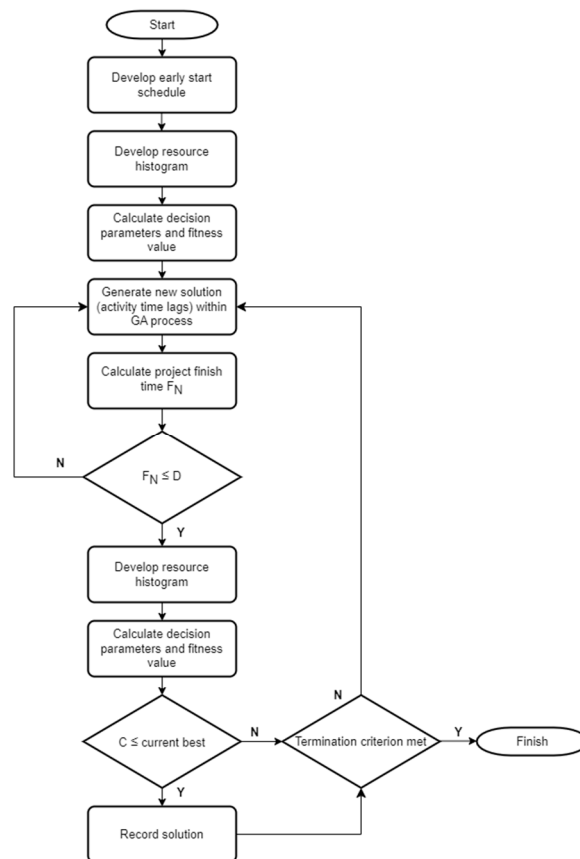 Start
Develop early start
schedule
Develop resource
histogram
Calculate decision
parameters and fitness
value
Generate new solution
(activity time lags) within
GA process
Calculate project finish
time F_N
N
F_N ≤ D
Y
Develop resource
histogram
Calculate decision
parameters and fitness
value
N
C ≤ current best
N
Termination criterion met
Y
Finish
Y
Record solution